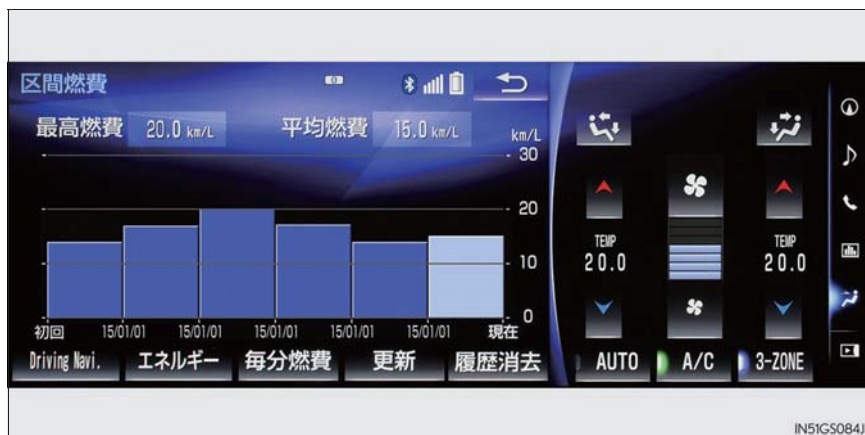 区間燃費
最高燃費 20.0 km/L 平均燃費 15.0 km/L km/L
30
20
10
0
初回 15/01/01 15/01/01 15/01/01 15/01/01 15/01/01 現在
Driving Navi. エネルギー 毎分燃費 更新 履歴消去
TEMP
20.0
TEMP
20.0
AUTO A/C 3-ZONE
IN51GS084J